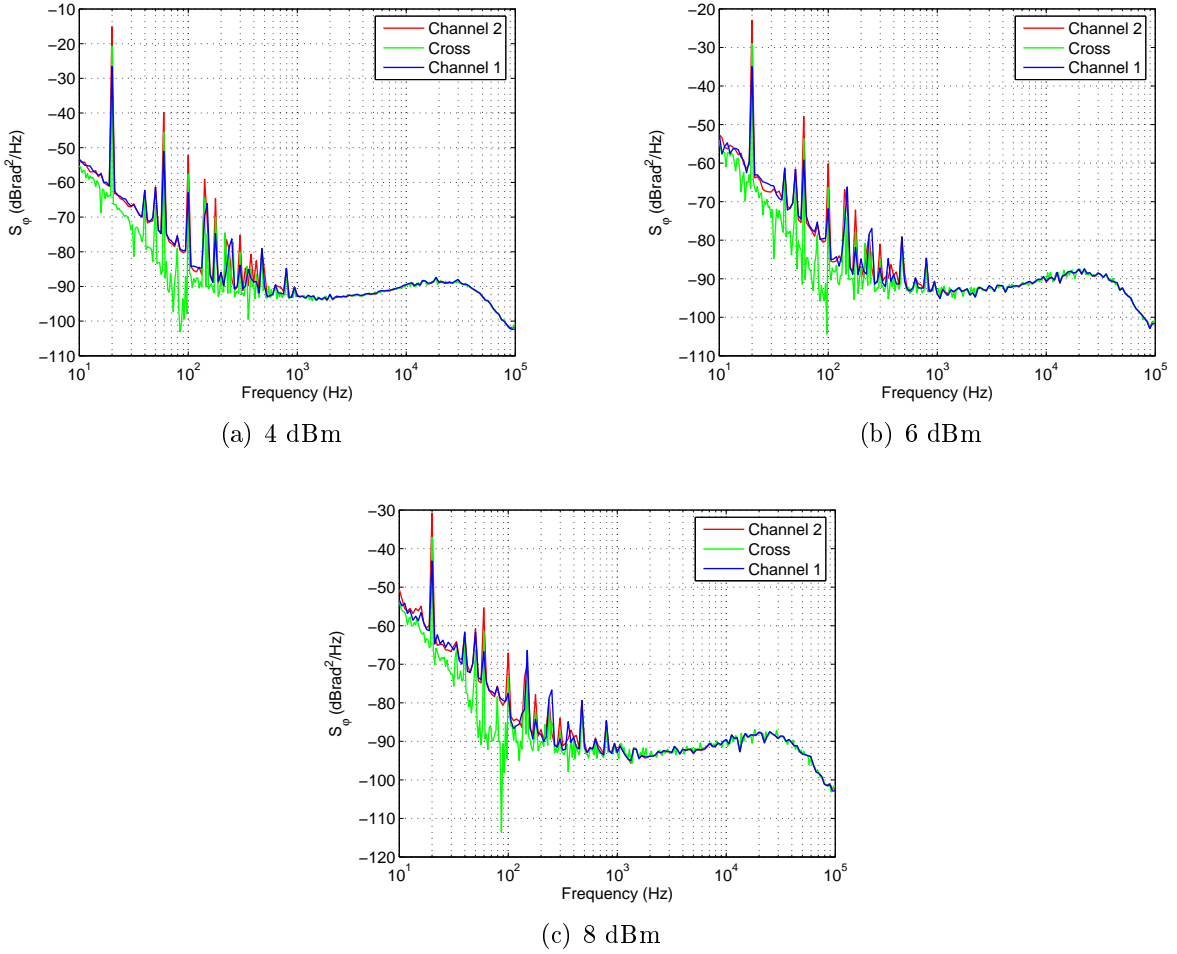 −10
−20
−30
−40
−50
−60
−70
−80
−90
−100
−110
S_φ (dBrad²/Hz)
10¹
10²
10³
10⁴
10⁵
Frequency (Hz)
Channel 2
Cross
Channel 1
(a) 4 dBm
−20
−30
−40
−50
−60
−70
−80
−90
−100
−110
S_φ (dBrad²/Hz)
10¹
10²
10³
10⁴
10⁵
Frequency (Hz)
Channel 2
Cross
Channel 1
(b) 6 dBm
−30
−40
−50
−60
−70
−80
−90
−100
−110
−120
S_φ (dBrad²/Hz)
10¹
10²
10³
10⁴
10⁵
Frequency (Hz)
Channel 2
Cross
Channel 1
(c) 8 dBm